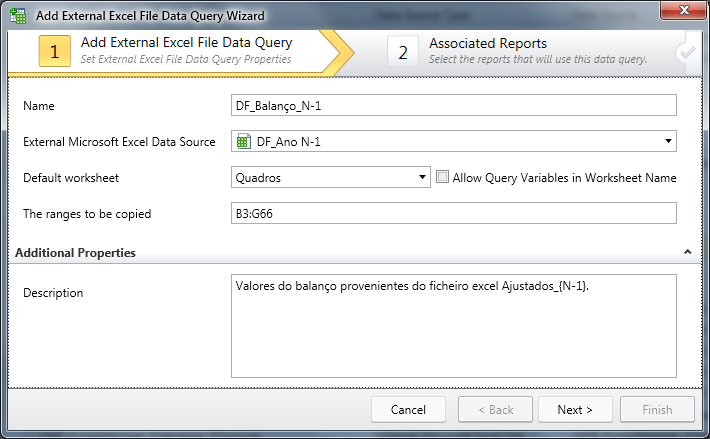 Add External Excel File Data Query Wizard
1 Add External Excel File Data Query
Set External Excel File Data Query Properties
2 Associated Reports
Select the reports that will use this data query.
Name DF_Balanço_N-1
External Microsoft Excel Data Source DF_Ano N-1
Default worksheet Quadros Allow Query Variables in Worksheet Name
The ranges to be copied B3:G66
Additional Properties
Description Valores do balanço provenientes do ficheiro excel Ajustados_{N-1}.
Cancel < Back Next > Finish